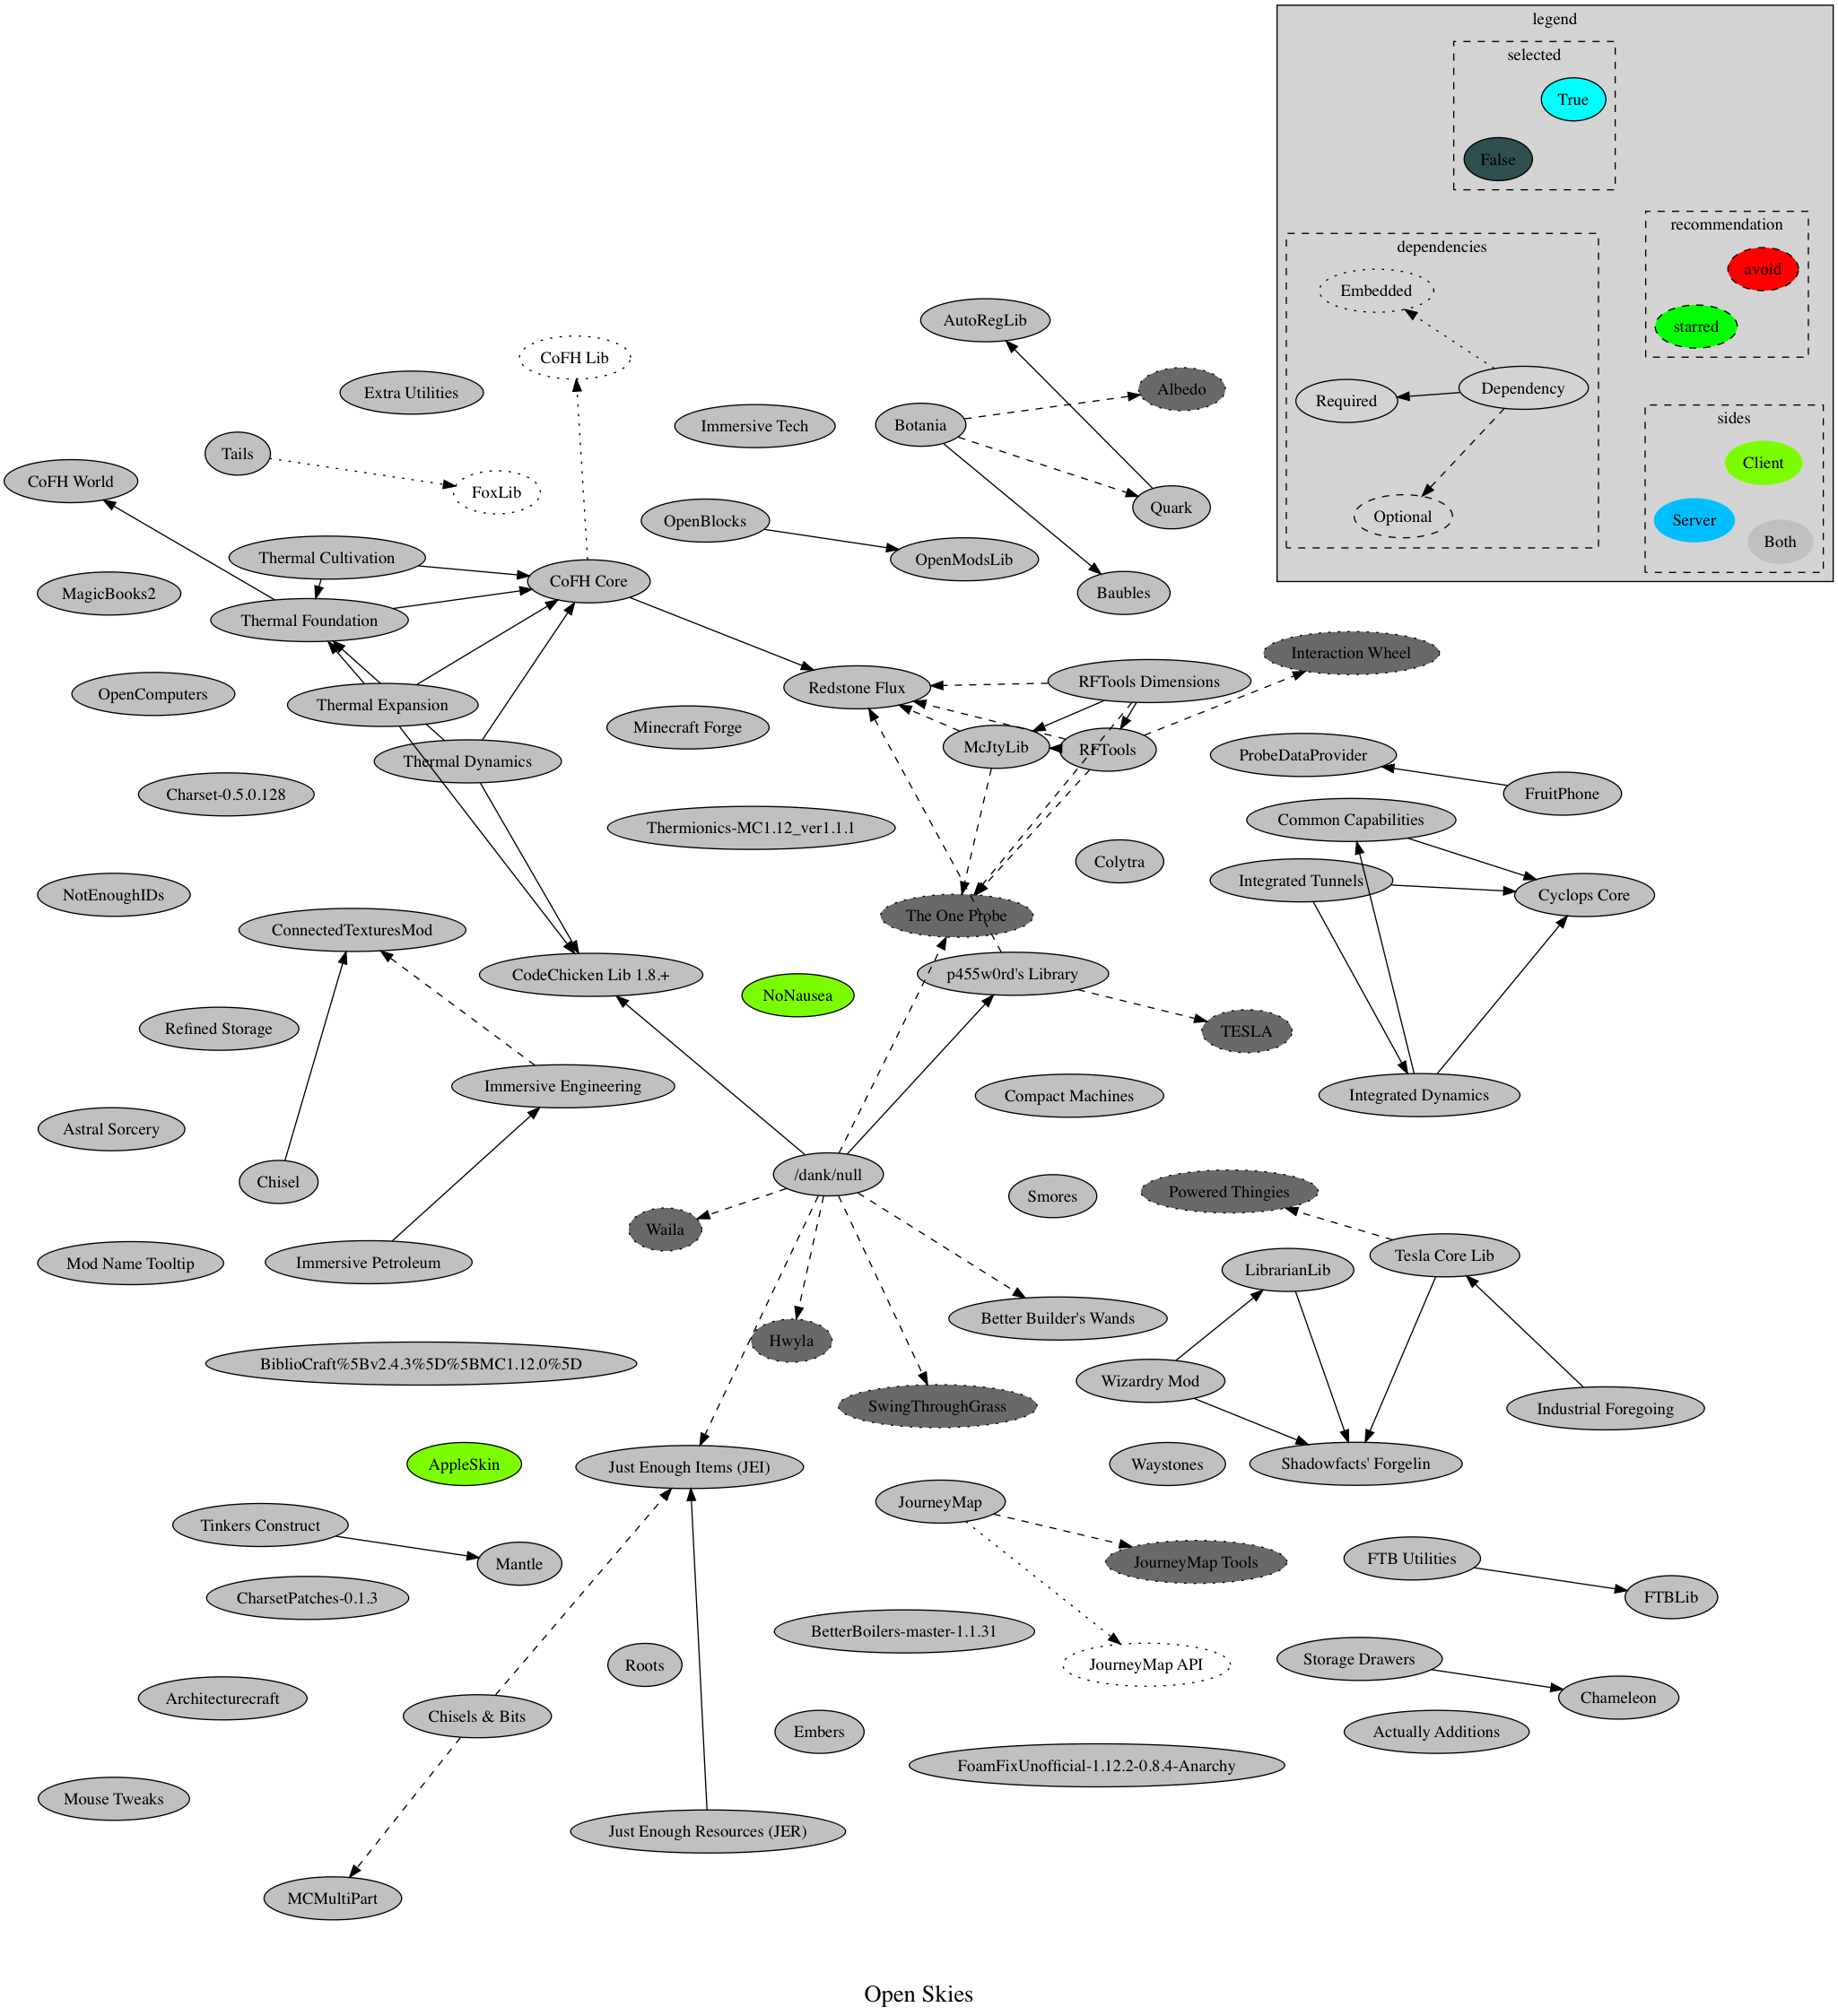 legend
selected
True
False
recommendation
avoid
starred
dependencies
Embedded
Dependency
Required
Optional
sides
Client
Server
Both
AutoRegLib
CoFH Lib
Extra Utilities
Albedo
Immersive Tech
Botania
Tails
CoFH World
FoxLib
Quark
OpenBlocks
OpenModsLib
Thermal Cultivation
CoFH Core
Baubles
MagicBooks2
Thermal Foundation
Interaction Wheel
OpenComputers
Redstone Flux
RFTools Dimensions
Thermal Expansion
Minecraft Forge
McJtyLib
RFTools
ProbeDataProvider
Thermal Dynamics
Charset-0.5.0.128
FruitPhone
Common Capabilities
Thermionics-MC1.12_ver1.1.1
Colytra
Integrated Tunnels
NotEnoughIDs
Cyclops Core
The One Probe
ConnectedTexturesMod
CodeChicken Lib 1.8.+
p455w0rd's Library
NoNausea
Refined Storage
TESLA
Immersive Engineering
Compact Machines
Integrated Dynamics
Astral Sorcery
/dank/null
Chisel
Smores
Powered Thingies
Waila
Tesla Core Lib
Mod Name Tooltip
Immersive Petroleum
LibrarianLib
Better Builder's Wands
Hwyla
BiblioCraft%5Bv2.4.3%5D%5BMC1.12.0%5D
Wizardry Mod
SwingThroughGrass
Industrial Foregoing
AppleSkin
Just Enough Items (JEI)
Waystones
Shadowfacts' Forgelin
JourneyMap
Tinkers Construct
Mantle
JourneyMap Tools
FTB Utilities
CharsetPatches-0.1.3
FTBLib
BetterBoilers-master-1.1.31
Roots
JourneyMap API
Storage Drawers
Architecturecraft
Chameleon
Chisels & Bits
Embers
Actually Additions
FoamFixUnofficial-1.12.2-0.8.4-Anarchy
Mouse Tweaks
Just Enough Resources (JER)
MCMultiPart
Open Skies